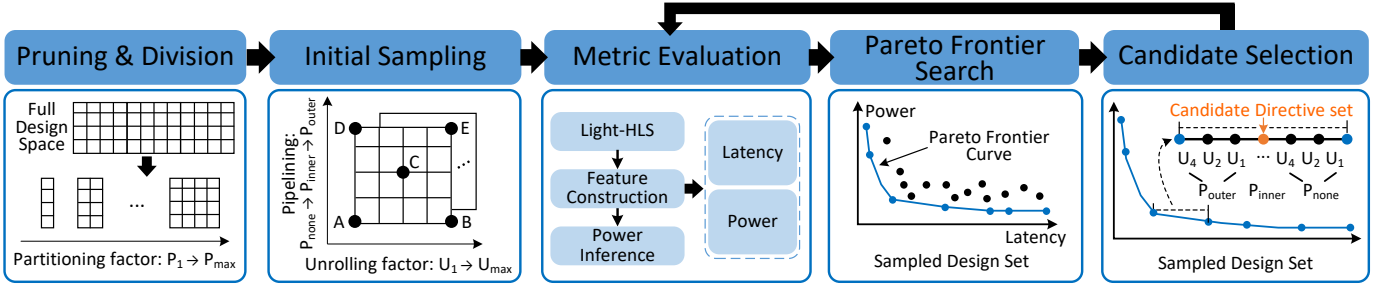 Pruning & Division
Full
Design
Space
...
Partitioning factor: P1 → Pmax
Initial Sampling
Pipelining:
Pnone → Pinner → Pouter
D
E
C
...
A
B
Unrolling factor: U1 → Umax
Metric Evaluation
Light-HLS
Feature
Construction
Power
Inference
Latency
Power
Pareto Frontier
Search
Power
Pareto Frontier
Curve
Latency
Sampled Design Set
Candidate Selection
Candidate Directive set
U4 U2 U1 ... U4 U2 U1
Pouter Pinner Pnone
Sampled Design Set